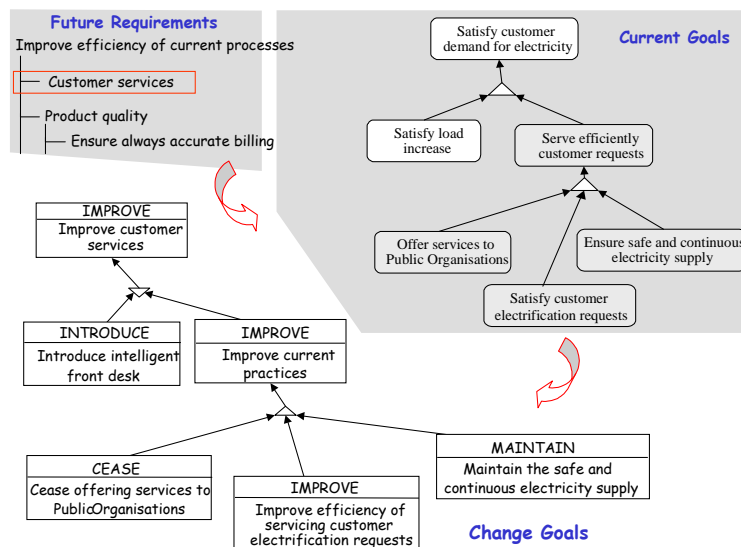 Future Requirements
Improve efficiency of current processes
Customer services
Product quality
Ensure always accurate billing
Current Goals
Satisfy customer
demand for electricity
Satisfy load
increase
Serve efficiently
customer requests
Offer services to
Public Organisations
Ensure safe and continuous
electricity supply
Satisfy customer
electrification requests
IMPROVE
Improve customer
services
INTRODUCE
Introduce intelligent
front desk
IMPROVE
Improve current
practices
CEASE
Cease offering services to
PublicOrganisations
IMPROVE
Improve efficiency of
servicing customer
electrification requests
MAINTAIN
Maintain the safe and
continuous electricity supply
Change Goals